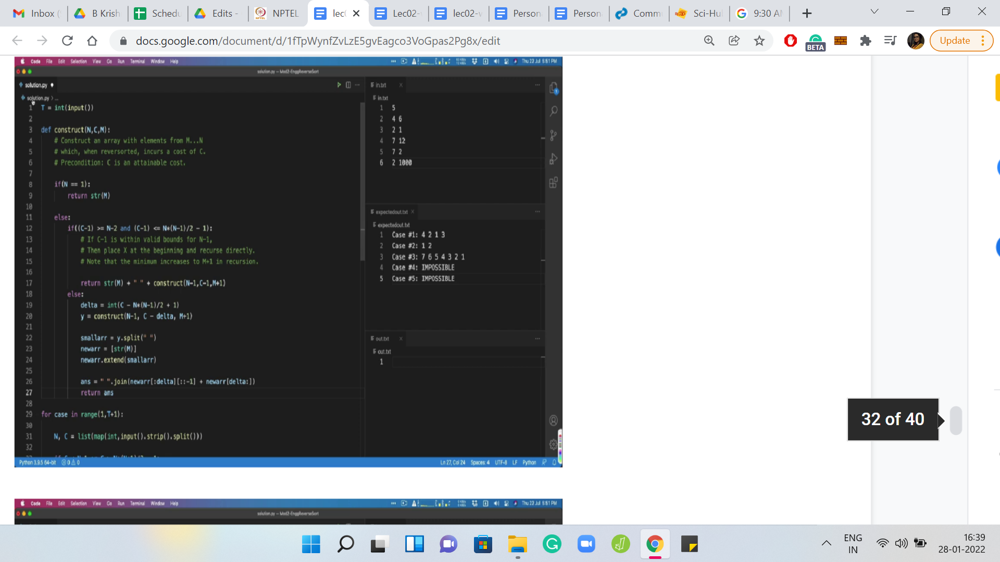 Inbox (
B Krish
Schedu
Edits -
NPTEL
lec
Lec02-
lec02-v
Person
Person
Comm
Sci-Hu
9:30 A
docs.google.com/document/d/1fTpWynfZvLzE5gvEagco3VoGpas2Pg8x/edit
BETA
Update
Code File Edit Selection View Go Run Terminal Window Help
Thu 22 Jul 5:51 PM
solution.py — Mod2-EnggReverseSort
solution.py
solution.py > ...
1 T = int(input())
2
3 def construct(N,C,M):
4 # Construct an array with elements from M...N
5 # which, when reversorted, incurs a cost of C.
6 # Precondition: C is an attainable cost.
7
8 if(N == 1):
9 return str(M)
10
11 else:
12 if((C-1) >= N-2 and (C-1) <= N*(N-1)/2 - 1):
13 # If C-1 is within valid bounds for N-1,
14 # Then place X at the beginning and recurse directly.
15 # Note that the minimum increases to M+1 in recursion.
16
17 return str(M) + " " + construct(N-1,C-1,M+1)
18 else:
19 delta = int(C - N*(N-1)/2 + 1)
20 y = construct(N-1, C - delta, M+1)
21
22 smallarr = y.split(" ")
23 newarr = [str(M)]
24 newarr.extend(smallarr)
25
26 ans = " ".join(newarr[:delta][::-1] + newarr[delta:])
27 return ans
28
29 for case in range(1,T+1):
30
31 N, C = list(map(int,input().strip().split()))
32
in.txt
in.txt
1 5
2 4 6
3 2 1
4 7 12
5 7 2
6 2 1000
expectedout.txt
expectedout.txt
1 Case #1: 4 2 1 3
2 Case #2: 1 2
3 Case #3: 7 6 5 4 3 2 1
4 Case #4: IMPOSSIBLE
5 Case #5: IMPOSSIBLE
out.txt
out.txt
1
Python 3.9.5 64-bit 0 0
Ln 27, Col 24 Spaces: 4 UTF-8 LF Python
32 of 40
Code File Edit Selection View Go Run Terminal Window Help
Thu 22 Jul 5:51 PM
solution.py — Mod2-EnggReverseSort
ENG
IN
16:39
28-01-2022